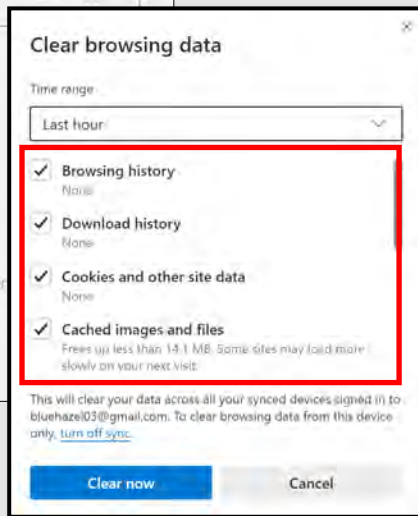 Clear browsing data
Time range
Last hour
Browsing history
None
Download history
None
Cookies and other site data
None
Cached images and files
Frees up less than 14.1 MB. Some sites may load more
slowly on your next visit.
This will clear your data across all your synced devices signed in to
bluehazel03@gmail.com. To clear browsing data from this device
only, turn off sync.
Clear now
Cancel